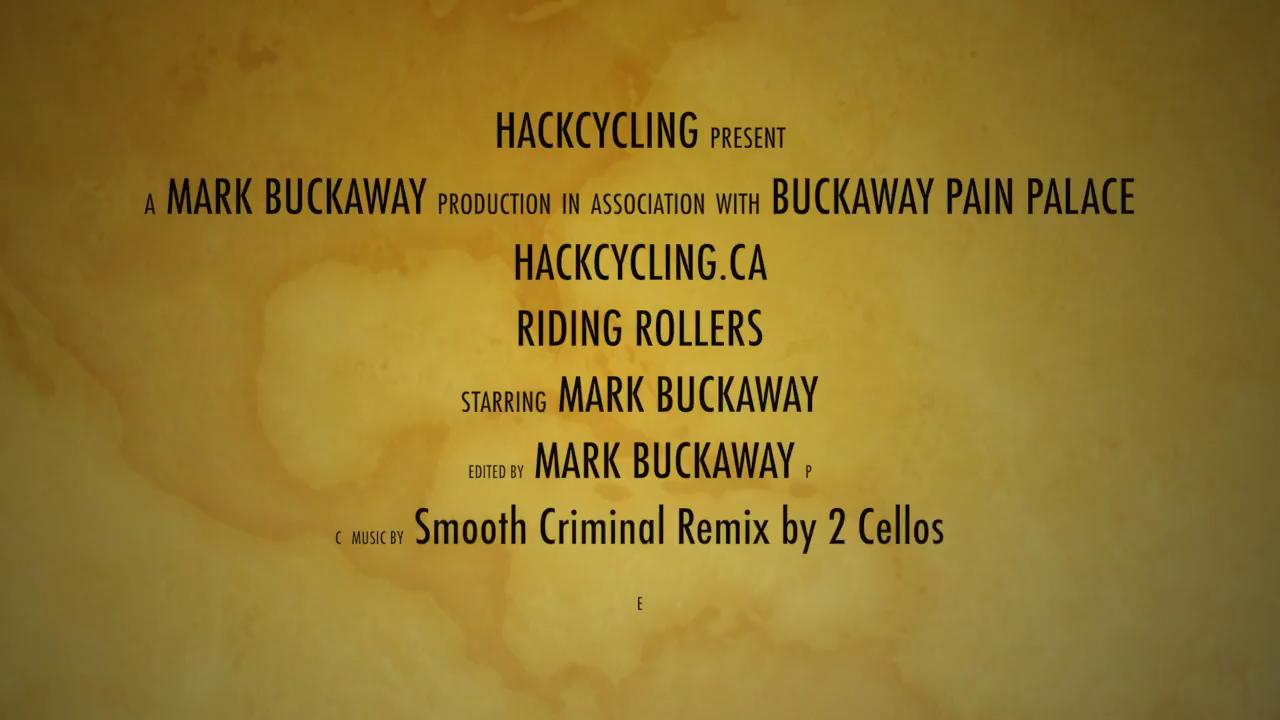 HACKCYCLING PRESENT
A MARK BUCKAWAY PRODUCTION IN ASSOCIATION WITH BUCKAWAY PAIN PALACE
HACKCYCLING.CA
RIDING ROLLERS
STARRING MARK BUCKAWAY
EDITED BY MARK BUCKAWAY P
C MUSIC BY Smooth Criminal Remix by 2 Cellos
E